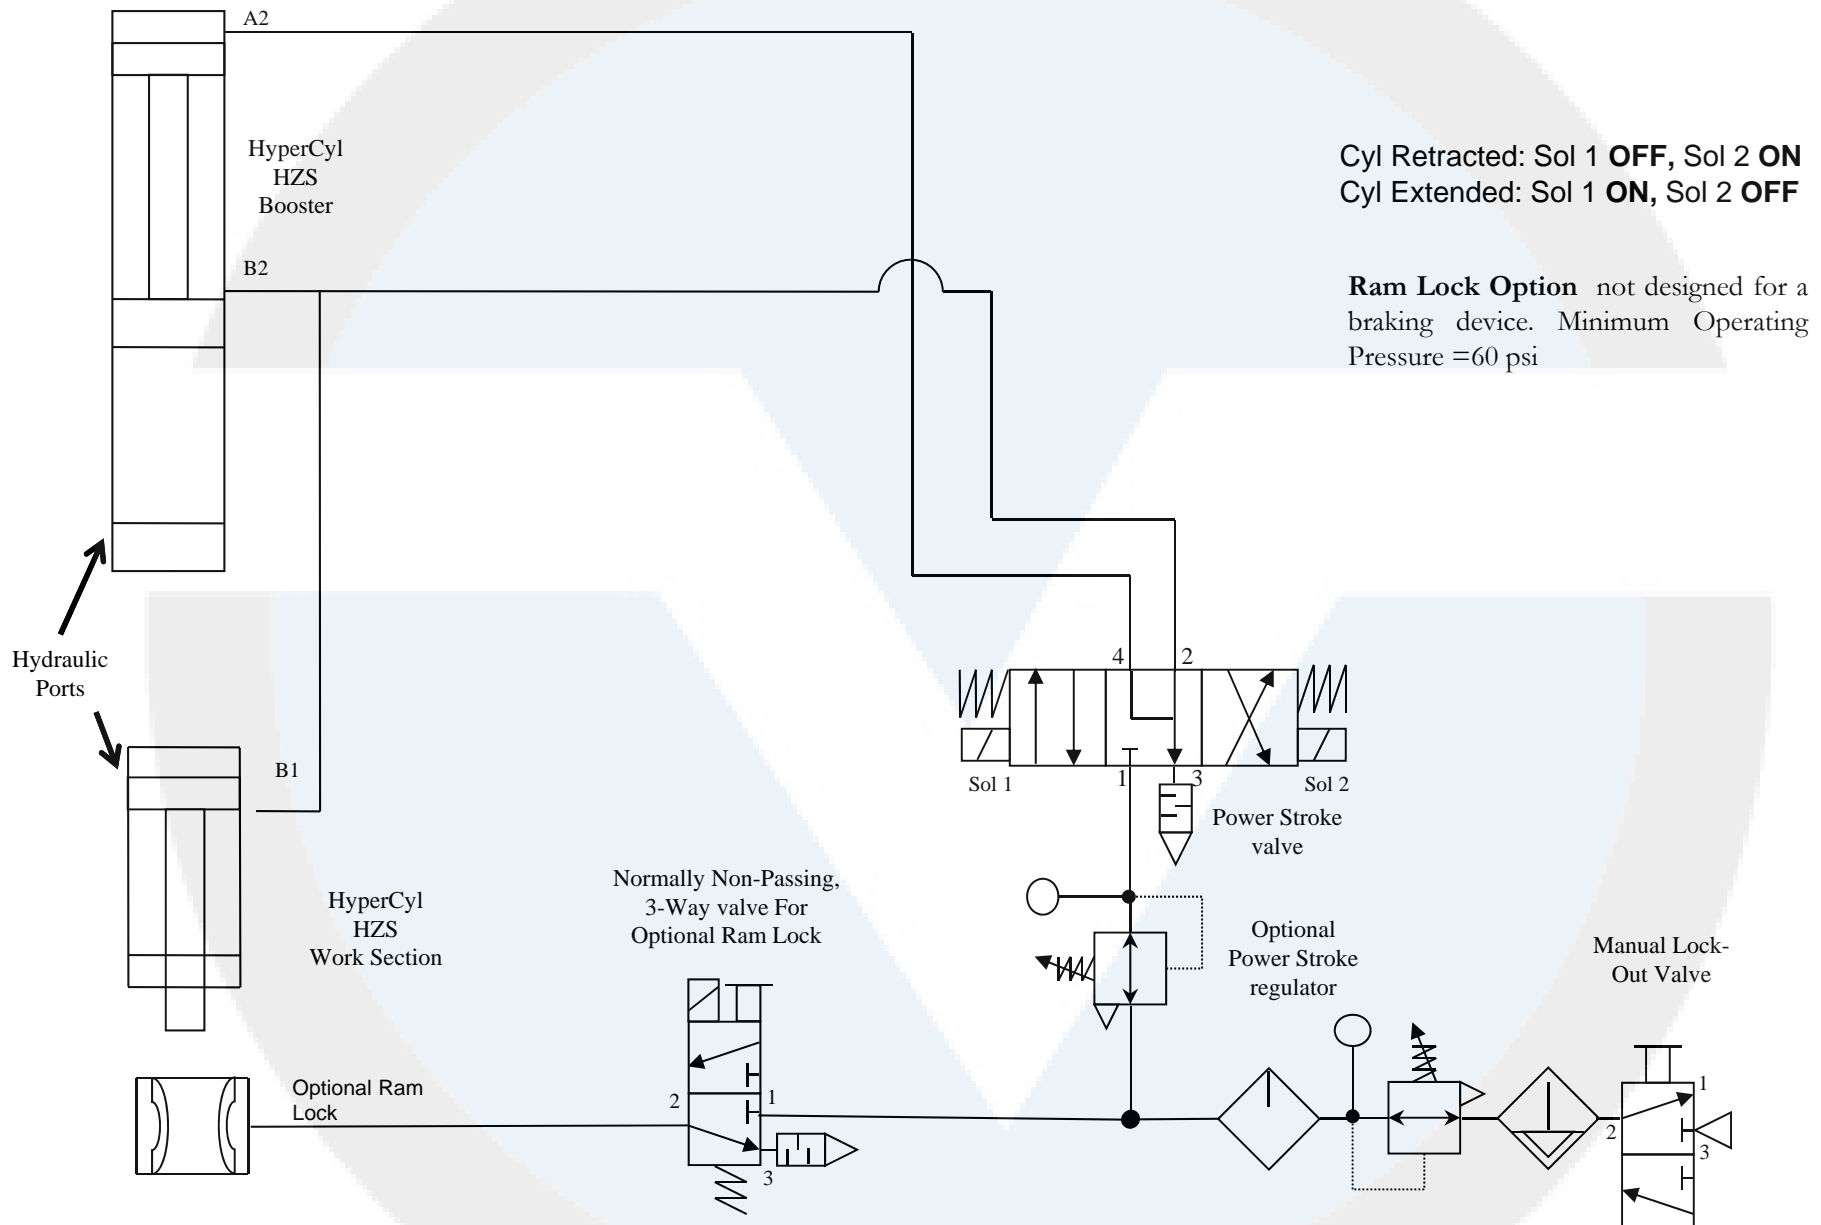 A2
HyperCyl
HZS
Booster
B2
Cyl Retracted: Sol 1 OFF, Sol 2 ON
Cyl Extended: Sol 1 ON, Sol 2 OFF
Ram Lock Option not designed for a
braking device. Minimum Operating
Pressure =60 psi
Hydraulic
Ports
B1
HyperCyl
HZS
Work Section
4
2
Sol 1
1
3
Sol 2
Power Stroke
valve
Normally Non-Passing,
3-Way valve For
Optional Ram Lock
Optional
Power Stroke
regulator
Manual Lock-
Out Valve
Optional Ram
Lock
2
1
3
1
2
3